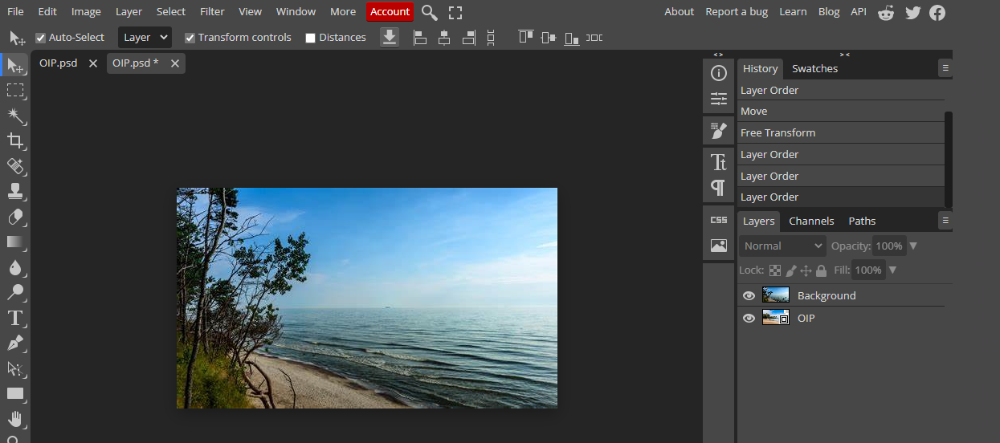 File Edit Image Layer Select Filter View Window More Account About Report a bug Learn Blog API
Auto-Select Layer Transform controls Distances
OIP.psd OIP.psd *
< > > <
History Swatches
Layer Order
Move
Free Transform
Layer Order
Layer Order
Layer Order
Layers Channels Paths
Normal Opacity: 100%
Lock: Fill: 100%
Background
OIP
CSS